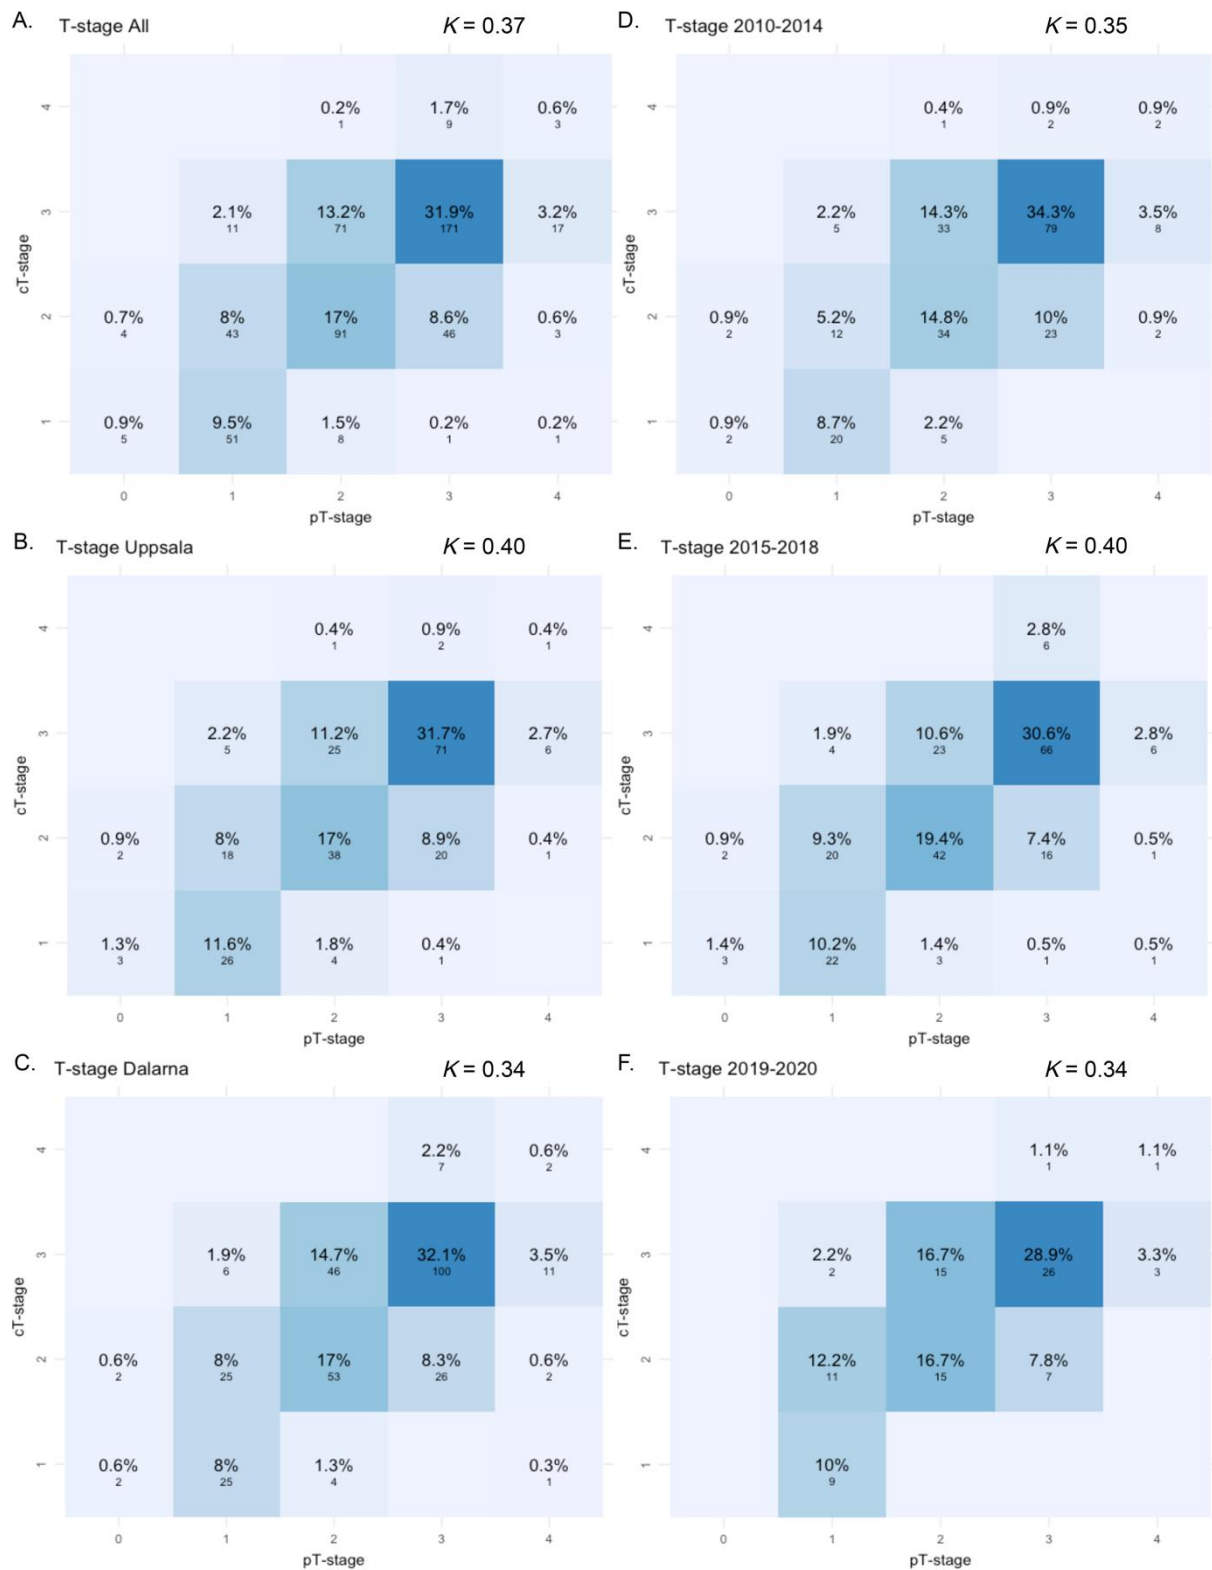 A. T-stage All K = 0.37
4
0.2% 1.7% 0.6%
1 9 3
3
2.1% 13.2% 31.9% 3.2%
11 71 171 17
cT-stage
2
0.7% 8% 17% 8.6% 0.6%
4 43 91 46 3
1
0.9% 9.5% 1.5% 0.2% 0.2%
5 51 8 1 1
0 1 2 3 4
pT-stage
D. T-stage 2010-2014 K = 0.35
4
0.4% 0.9% 0.9%
1 2 2
3
2.2% 14.3% 34.3% 3.5%
5 33 79 8
cT-stage
2
0.9% 5.2% 14.8% 10% 0.9%
2 12 34 23 2
1
0.9% 8.7% 2.2%
2 20 5
0 1 2 3 4
pT-stage
B. T-stage Uppsala K = 0.40
4
0.4% 0.9% 0.4%
1 2 1
3
2.2% 11.2% 31.7% 2.7%
5 25 71 6
cT-stage
2
0.9% 8% 17% 8.9% 0.4%
2 18 38 20 1
1
1.3% 11.6% 1.8% 0.4%
3 26 4 1
0 1 2 3 4
pT-stage
E. T-stage 2015-2018 K = 0.40
4
2.8%
6
3
1.9% 10.6% 30.6% 2.8%
4 23 66 6
cT-stage
2
0.9% 9.3% 19.4% 7.4% 0.5%
2 20 42 16 1
1
1.4% 10.2% 1.4% 0.5% 0.5%
3 22 3 1 1
0 1 2 3 4
pT-stage
C. T-stage Dalarna K = 0.34
4
2.2% 0.6%
7 2
3
1.9% 14.7% 32.1% 3.5%
6 46 100 11
cT-stage
2
0.6% 8% 17% 8.3% 0.6%
2 25 53 26 2
1
0.6% 8% 1.3% 0.3%
2 25 4 1
0 1 2 3 4
pT-stage
F. T-stage 2019-2020 K = 0.34
4
1.1% 1.1%
1 1
3
2.2% 16.7% 28.9% 3.3%
2 15 26 3
cT-stage
2
12.2% 16.7% 7.8%
11 15 7
1
10%
9
0 1 2 3 4
pT-stage